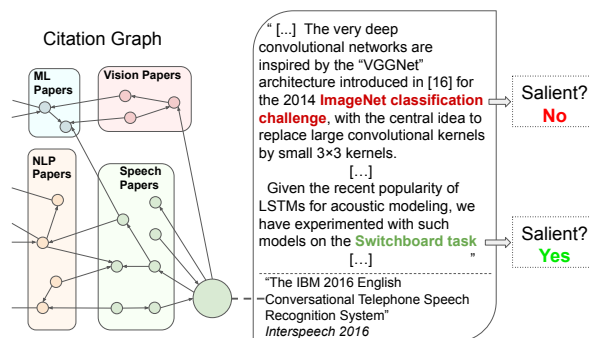 Citation Graph
ML
Papers
Vision Papers
NLP
Papers
Speech
Papers
“ [...] The very deep
convolutional networks are
inspired by the “VGGNet”
architecture introduced in [16] for
the 2014 ImageNet classification
challenge, with the central idea to
replace large convolutional kernels
by small 3×3 kernels.
[...]
Given the recent popularity of
LSTMs for acoustic modeling, we
have experimented with such
models on the Switchboard task
[...] ”
“The IBM 2016 English
Conversational Telephone Speech
Recognition System”
Interspeech 2016
Salient?
No
Salient?
Yes